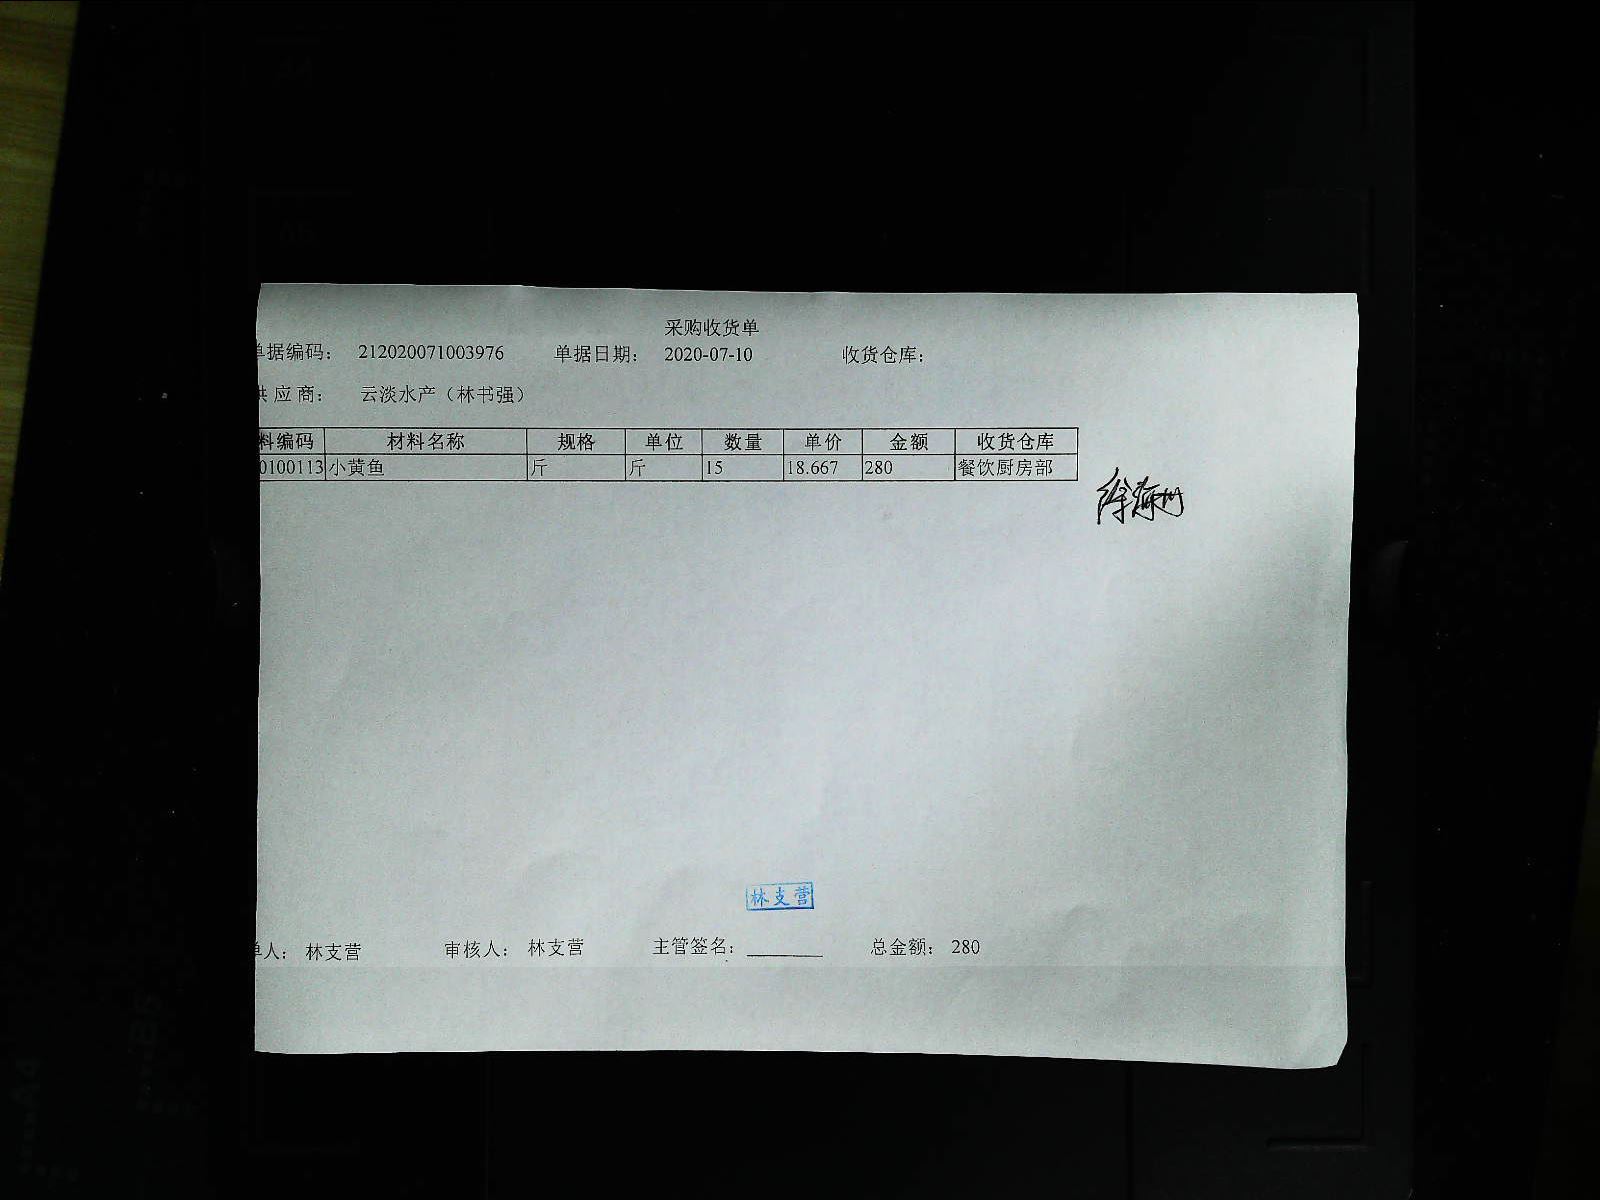 采购收货单
单据编码： 212020071003976 单据日期： 2020-07-10 收货仓库：
供应商： 云淡水产（林书强）
料编码 材料名称 规格 单位 数量 单价 金额 收货仓库
0100113 小黄鱼 斤 斤 15 18.667 280 餐饮厨房部
林支营
单人： 林支营 审核人： 林支营 主管签名： 总金额： 280